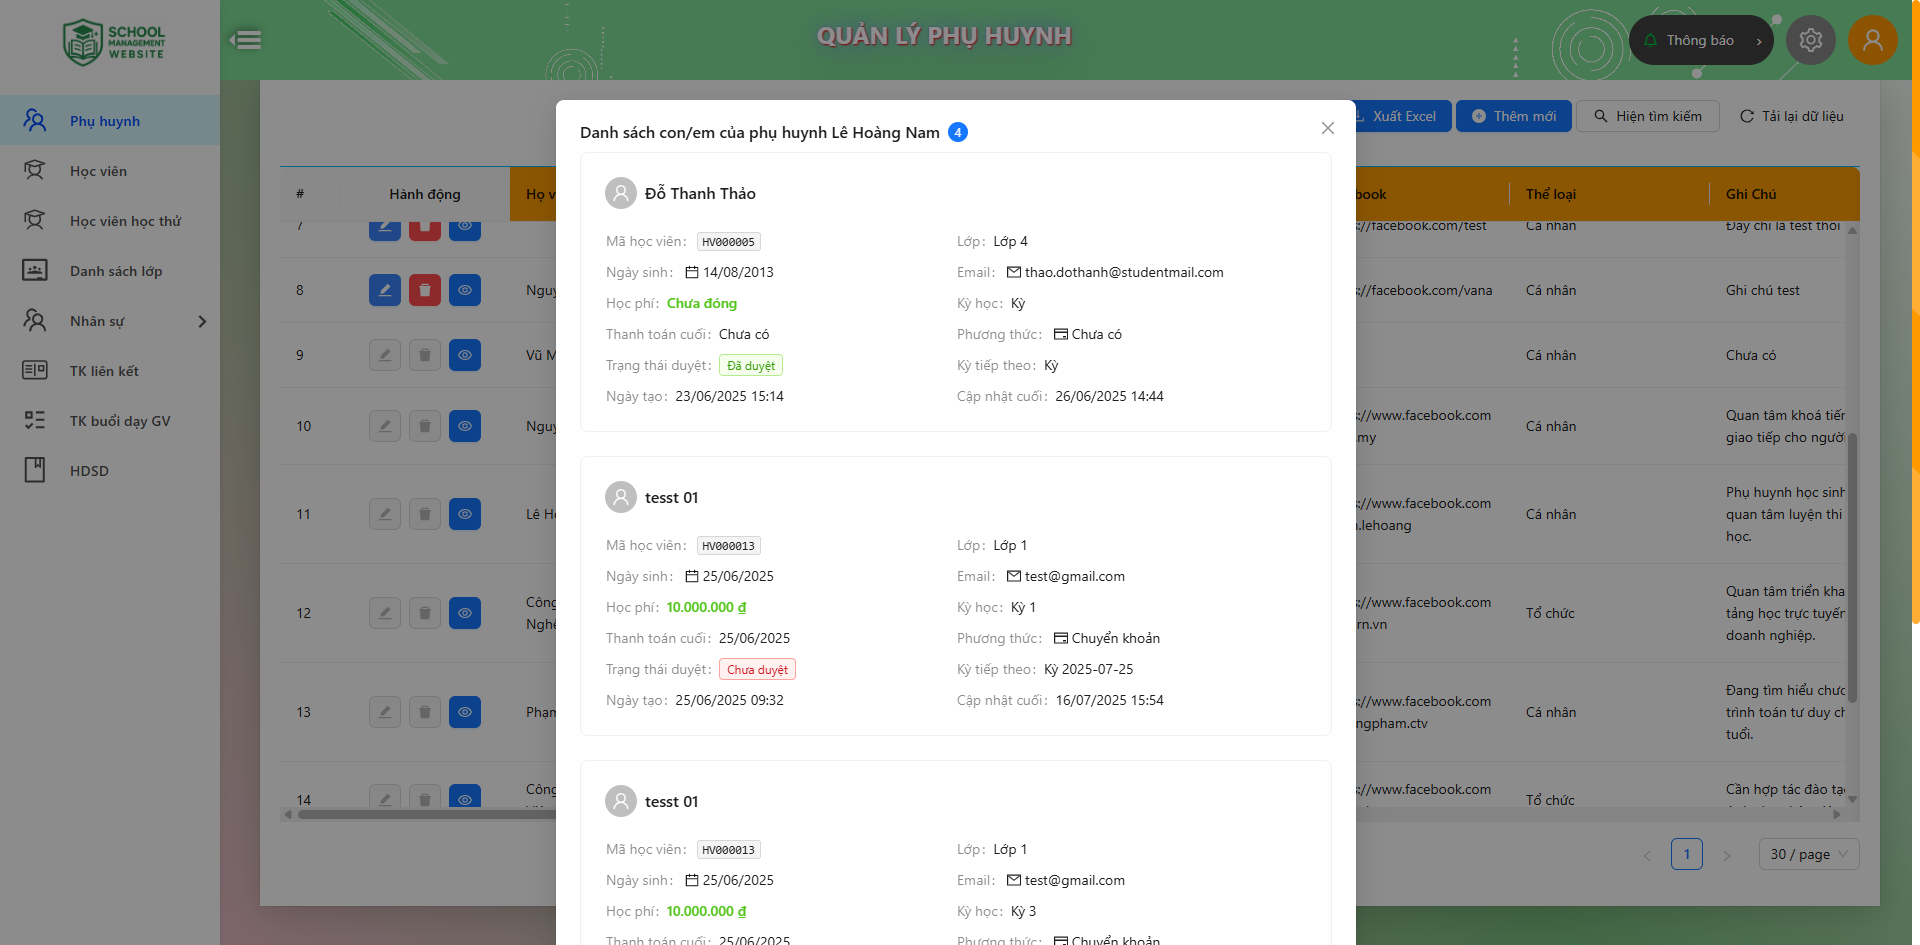 SCHOOL
MANAGEMENT
WEBSITE
QUẢN LÝ PHỤ HUYNH
Thông báo
Phụ huynh
Học viên
Học viên học thử
Danh sách lớp
Nhân sự
TK liên kết
TK buổi dạy GV
HDSD
Xuất Excel
Thêm mới
Hiện tìm kiếm
Tải lại dữ liệu
#
Hành động
Họ v
book
Thể loại
Ghi Chú
7
s://facebook.com/test
Cá nhân
Đây chỉ là test thôi
8
Nguy
s://facebook.com/vana
Cá nhân
Ghi chú test
9
Vũ M
Cá nhân
Chưa có
10
Nguy
s://www.facebook.com
.my
Cá nhân
Quan tâm khoá tiến
giao tiếp cho người
11
Lê Ho
s://www.facebook.com
.lehoang
Cá nhân
Phụ huynh học sinh
quan tâm luyện thi
học.
12
Công
Nghệ
s://www.facebook.com
rn.vn
Tổ chức
Quan tâm triển kha
tảng học trực tuyến
doanh nghiệp.
13
Phạm
s://www.facebook.com
ngpham.ctv
Cá nhân
Đang tìm hiểu chươ
trình toán tư duy ch
tuổi.
14
Công
s://www.facebook.com
Tổ chức
Cần hợp tác đào tạo
1
30 / page
Danh sách con/em của phụ huynh Lê Hoàng Nam 4
Đỗ Thanh Thảo
Mã học viên: HV000005
Lớp: Lớp 4
Ngày sinh: 14/08/2013
Email: thao.dothanh@studentmail.com
Học phí: Chưa đóng
Kỳ học: Kỳ
Thanh toán cuối: Chưa có
Phương thức: Chưa có
Trạng thái duyệt: Đã duyệt
Kỳ tiếp theo: Kỳ
Ngày tạo: 23/06/2025 15:14
Cập nhật cuối: 26/06/2025 14:44
tesst 01
Mã học viên: HV000013
Lớp: Lớp 1
Ngày sinh: 25/06/2025
Email: test@gmail.com
Học phí: 10.000.000 ₫
Kỳ học: Kỳ 1
Thanh toán cuối: 25/06/2025
Phương thức: Chuyển khoản
Trạng thái duyệt: Chưa duyệt
Kỳ tiếp theo: Kỳ 2025-07-25
Ngày tạo: 25/06/2025 09:32
Cập nhật cuối: 16/07/2025 15:54
tesst 01
Mã học viên: HV000013
Lớp: Lớp 1
Ngày sinh: 25/06/2025
Email: test@gmail.com
Học phí: 10.000.000 ₫
Kỳ học: Kỳ 3
Thanh toán cuối: 25/06/2025
Phương thức: Chuyển khoản